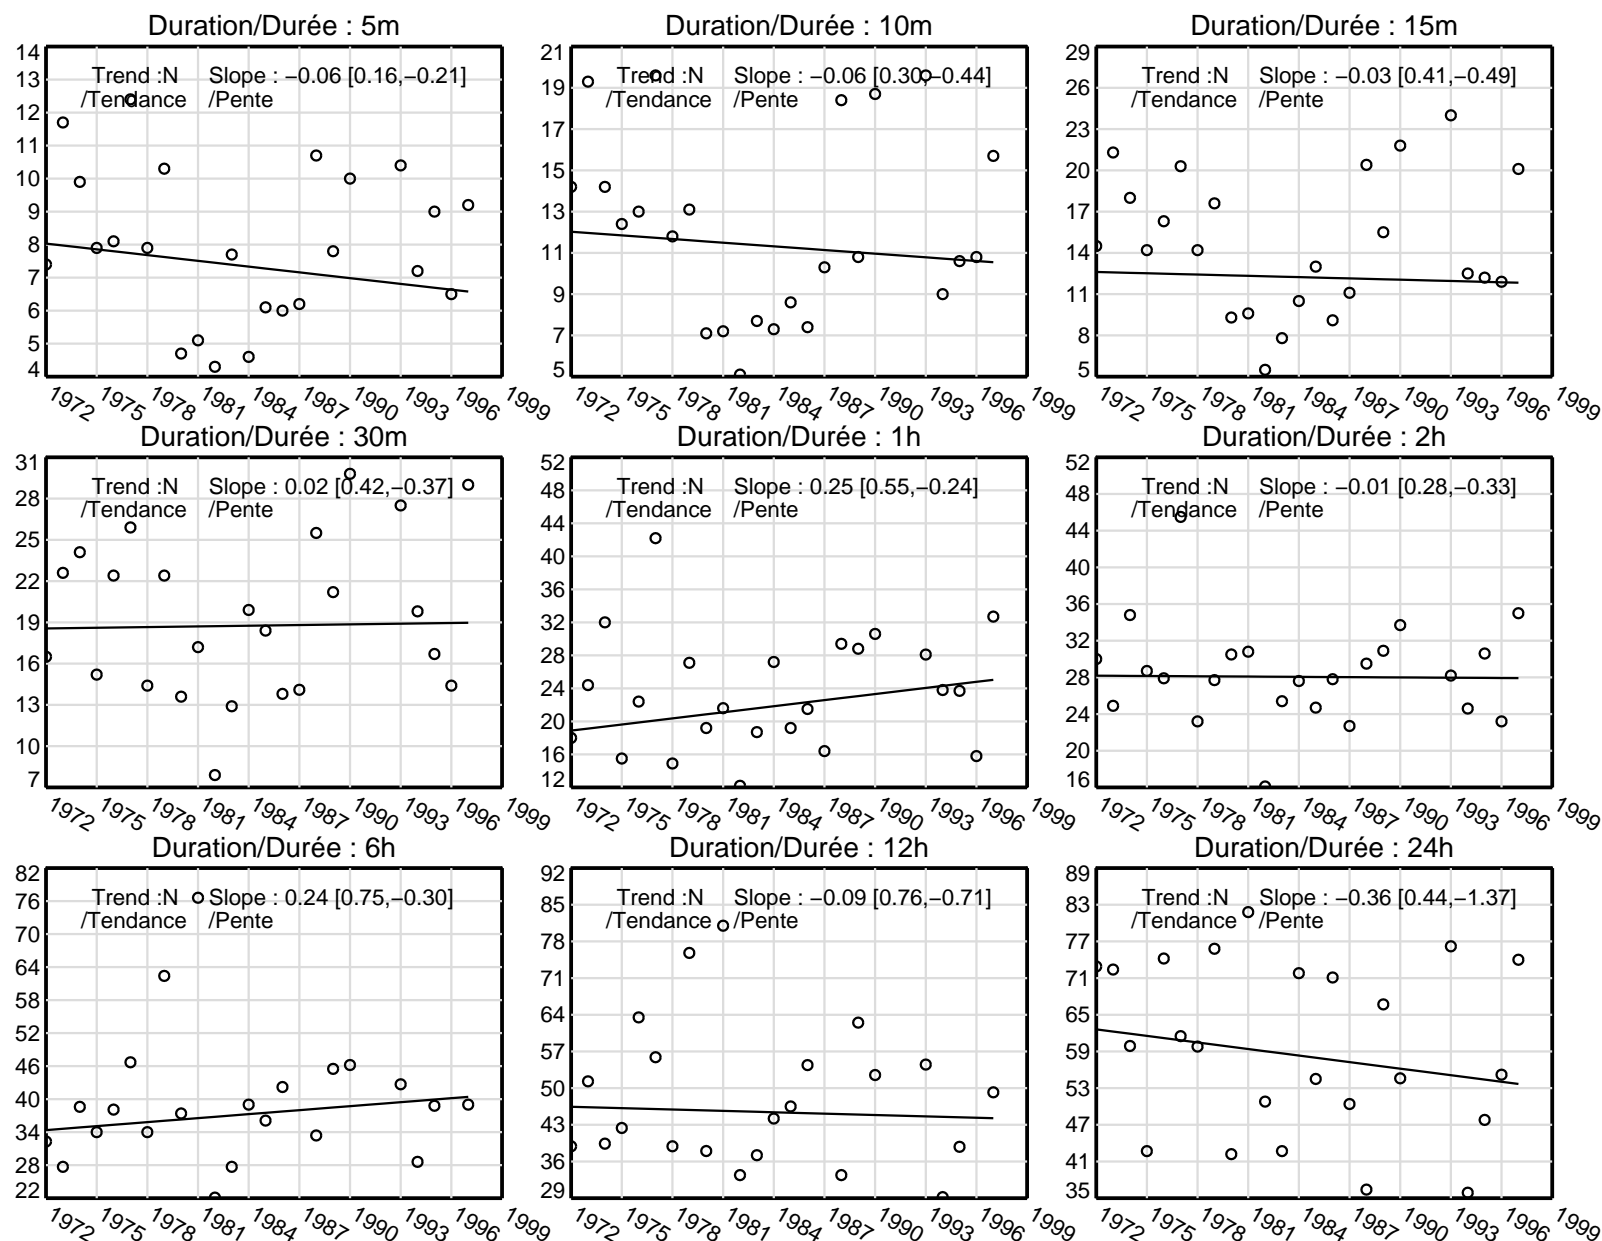 Duration/Durée : 5m
14
13
12
11
10
9
8
7
6
5
4
Trend :N Slope : −0.06 [0.16,−0.21]
/Tendance /Pente
1972 1975 1978 1981 1984 1987 1990 1993 1996 1999
Duration/Durée : 10m
21
19
17
15
13
11
9
7
5
Trend :N Slope : −0.06 [0.30,−0.44]
/Tendance /Pente
1972 1975 1978 1981 1984 1987 1990 1993 1996 1999
Duration/Durée : 15m
29
26
23
20
17
14
11
8
5
Trend :N Slope : −0.03 [0.41,−0.49]
/Tendance /Pente
1972 1975 1978 1981 1984 1987 1990 1993 1996 1999
Duration/Durée : 30m
31
28
25
22
19
16
13
10
7
Trend :N Slope : 0.02 [0.42,−0.37]
/Tendance /Pente
1972 1975 1978 1981 1984 1987 1990 1993 1996 1999
Duration/Durée : 1h
52
48
44
40
36
32
28
24
20
16
12
Trend :N Slope : 0.25 [0.55,−0.24]
/Tendance /Pente
1972 1975 1978 1981 1984 1987 1990 1993 1996 1999
Duration/Durée : 2h
52
48
44
40
36
32
28
24
20
16
Trend :N Slope : −0.01 [0.28,−0.33]
/Tendance /Pente
1972 1975 1978 1981 1984 1987 1990 1993 1996 1999
Duration/Durée : 6h
82
76
70
64
58
52
46
40
34
28
22
Trend :N Slope : 0.24 [0.75,−0.30]
/Tendance /Pente
1972 1975 1978 1981 1984 1987 1990 1993 1996 1999
Duration/Durée : 12h
92
85
78
71
64
57
50
43
36
29
Trend :N Slope : −0.09 [0.76,−0.71]
/Tendance /Pente
1972 1975 1978 1981 1984 1987 1990 1993 1996 1999
Duration/Durée : 24h
89
83
77
71
65
59
53
47
41
35
Trend :N Slope : −0.36 [0.44,−1.37]
/Tendance /Pente
1972 1975 1978 1981 1984 1987 1990 1993 1996 1999